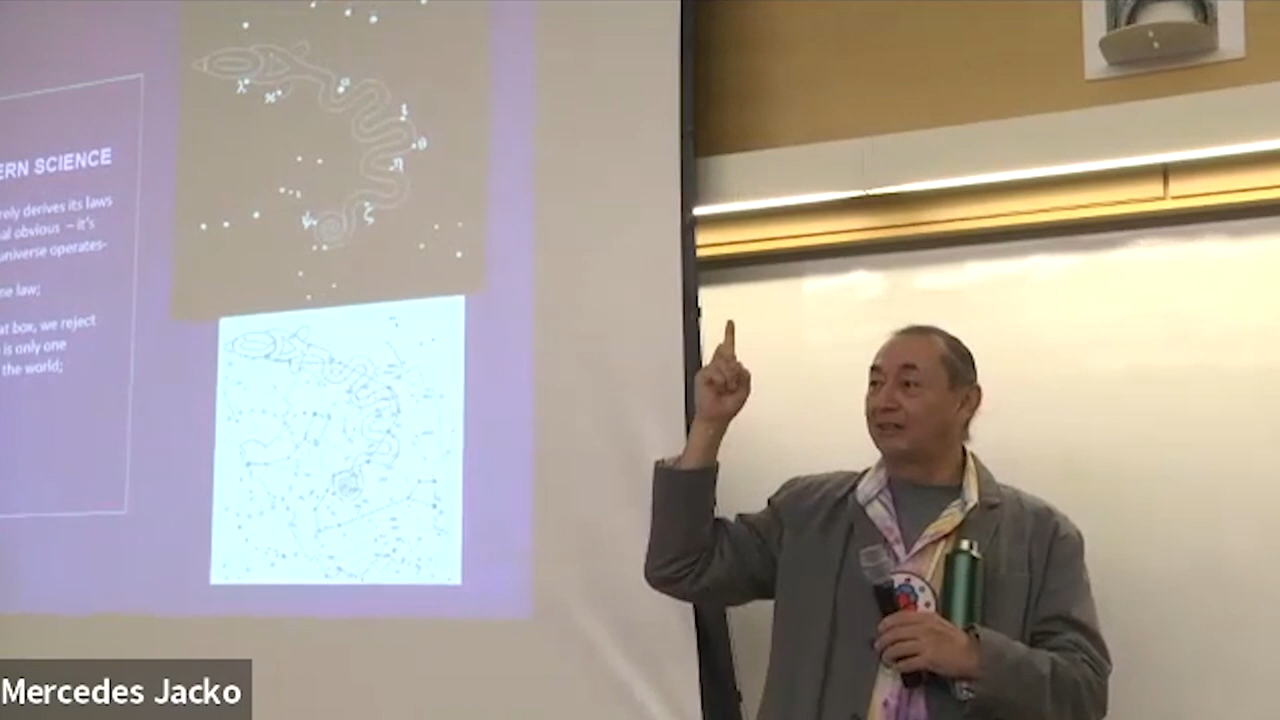 ERN SCIENCE
rely derives its laws
al obvious – it's
universe operates-
ne law;
at box, we reject
is only one
the world;
λ
κ
α
ι
θ
η
ζ
ψ
Mercedes Jacko